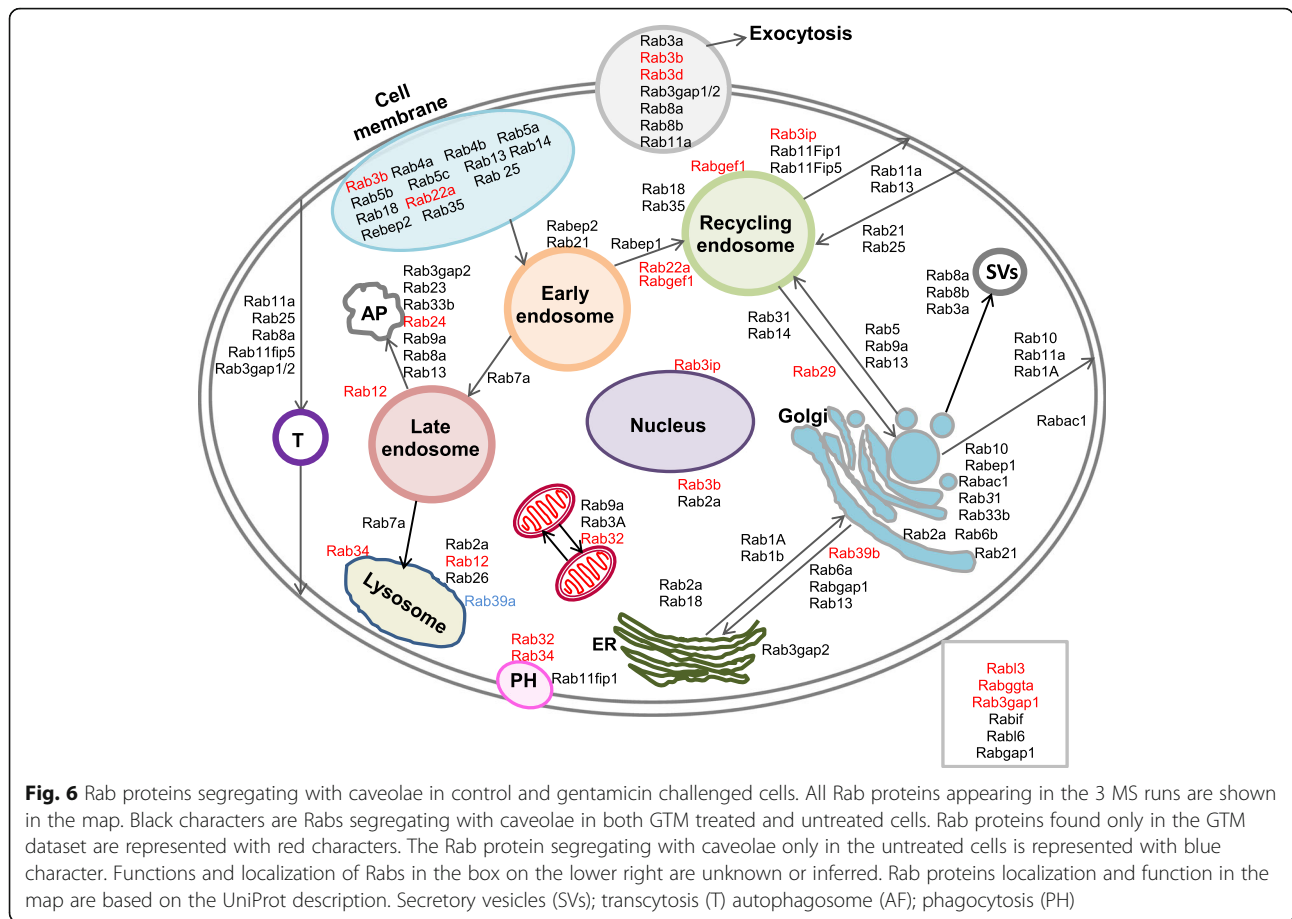 Rab3a
Rab3b
Rab3d
Rab3gap1/2
Rab8a
Rab8b
Rab11a
Exocytosis
Cell
membrane
Rab3b Rab4a Rab4b Rab5a
Rab5b Rab5c Rab13 Rab14
Rab18 Rab22a Rab 25
Rebep2 Rab35
Rab3ip
Rab11Fip1
Rab11Fip5
Rabgef1
Rab11a
Rab13
Rab18
Rab35
Recycling
endosome
Rab21
Rab25
Rabep2
Rab21
Rabep1
Rab22a
Rabgef1
Early
endosome
Rab8a
Rab8b
Rab3a
SVs
Rab3gap2
Rab23
Rab33b
Rab24
Rab9a
Rab8a
Rab13
AP
Rab11a
Rab25
Rab8a
Rab11fip5
Rab3gap1/2
Rab31
Rab14
Rab5
Rab9a
Rab13
Rab10
Rab11a
Rab1A
Rab29
Rab7a
Rab12
Rab3ip
Nucleus
Rab3b
Rab2a
Late
endosome
T
Golgi
Rabac1
Rab10
Rabep1
Rabac1
Rab31
Rab33b
Rab2a Rab6b
Rab21
Rab7a
Rab34
Rab2a
Rab12
Rab26
Rab39a
Lysosome
Rab9a
Rab3A
Rab32
Rab1A
Rab1b
Rab39b
Rab6a
Rabgap1
Rab13
Rab2a
Rab18
ER
Rab3gap2
Rab32
Rab34
PH
Rab11fip1
Rabl3
Rabggta
Rab3gap1
Rabif
Rabl6
Rabgap1
Fig. 6 Rab proteins segregating with caveolae in control and gentamicin challenged cells. All Rab proteins appearing in the 3 MS runs are shown
in the map. Black characters are Rabs segregating with caveolae in both GTM treated and untreated cells. Rab proteins found only in the GTM
dataset are represented with red characters. The Rab protein segregating with caveolae only in the untreated cells is represented with blue
character. Functions and localization of Rabs in the box on the lower right are unknown or inferred. Rab proteins localization and function in the
map are based on the UniProt description. Secretory vesicles (SVs); transcytosis (T) autophagosome (AF); phagocytosis (PH)